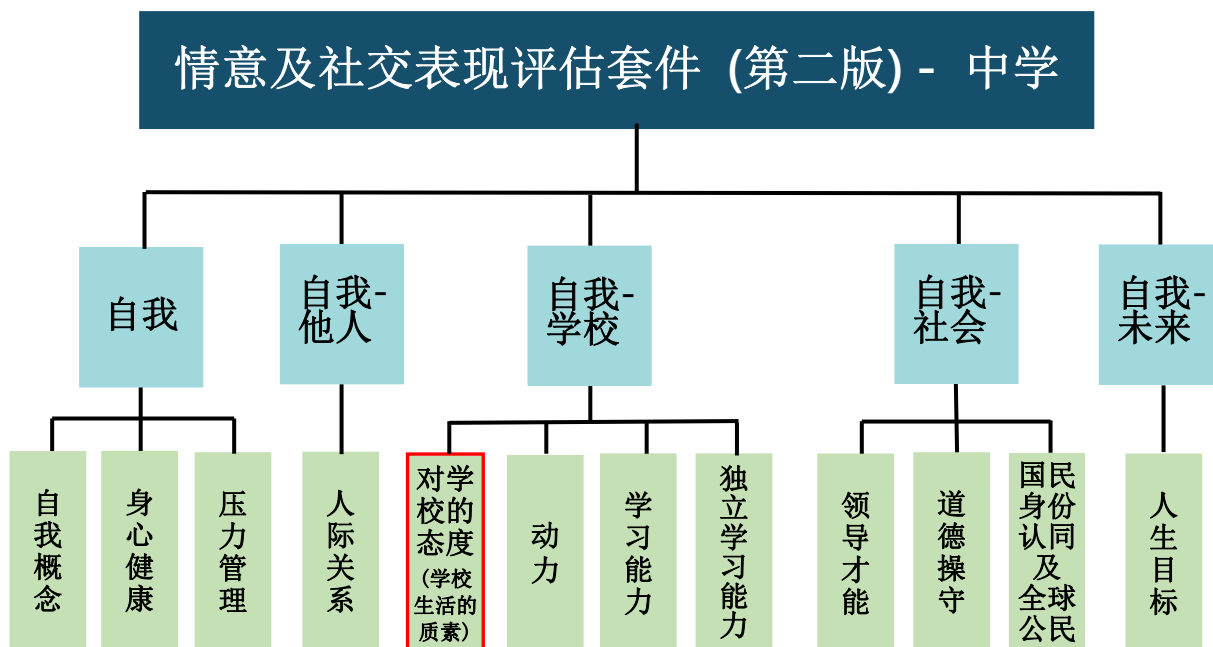 情意及社交表现评估套件 (第二版) - 中学
自我
自我-
他人
自我-
学校
自我-
社会
自我-
未来
自我概念
身心健康
压力管理
人际关系
对学
校的
态度
(学校
生活的
质素)
动力
学习能力
独立学习能力
领导才能
道德操守
国民
身份
认同
及
全球
公民
人生目标